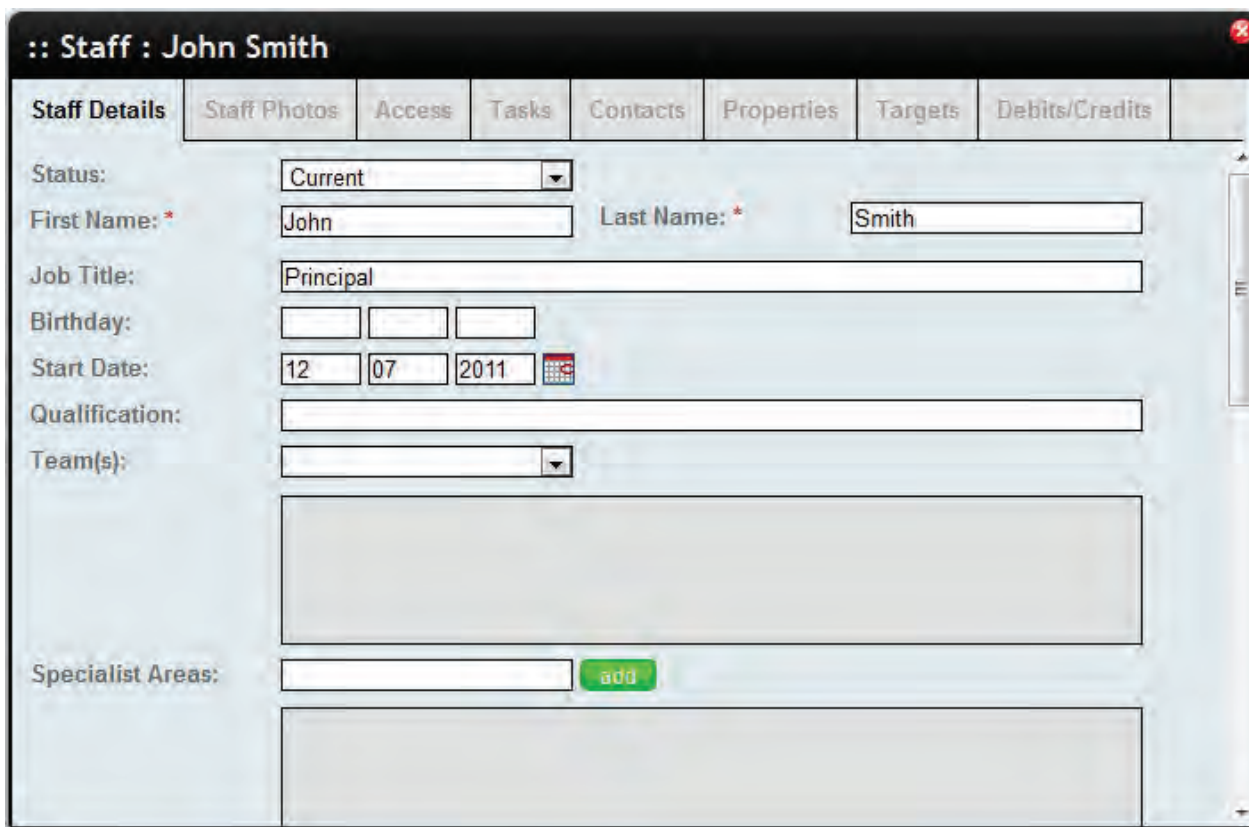 :: Staff : John Smith
Staff Details Staff Photos Access Tasks Contacts Properties Targets Debits/Credits
Status: Current
First Name: * John Last Name: * Smith
Job Title: Principal
Birthday:
Start Date: 12 07 2011
Qualification:
Team(s):
Specialist Areas: add